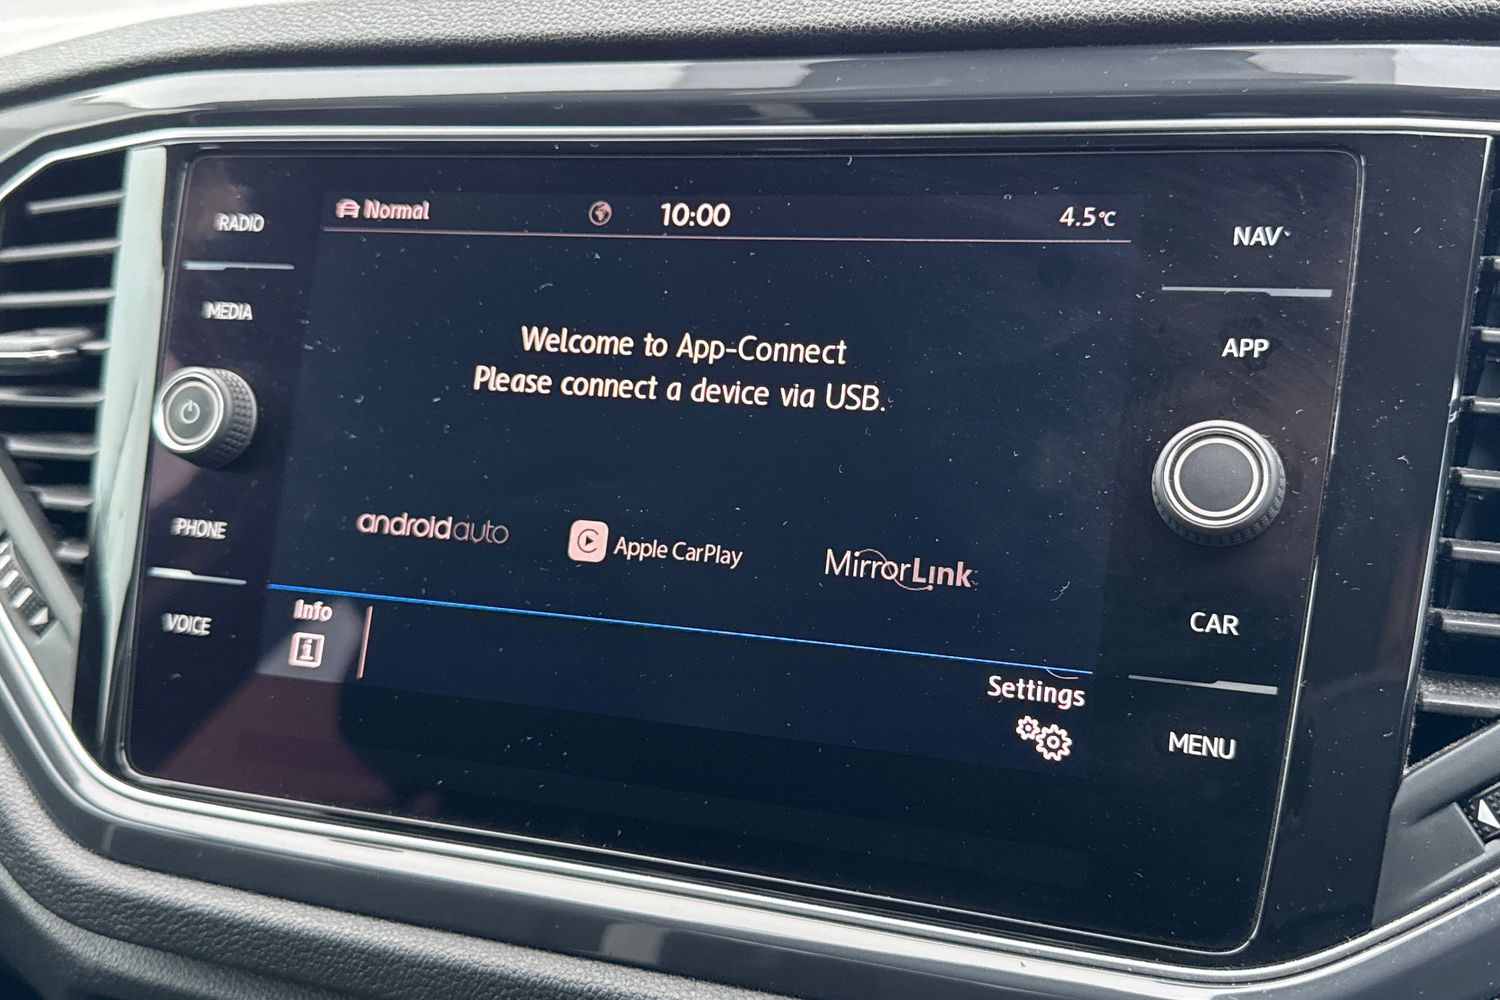 RADIO
MEDIA
PHONE
VOICE
Normal 10:00 4.5°C
Welcome to App-Connect
Please connect a device via USB.
androidauto Apple CarPlay MirrorLink
Info
i
Settings
NAV
APP
CAR
MENU